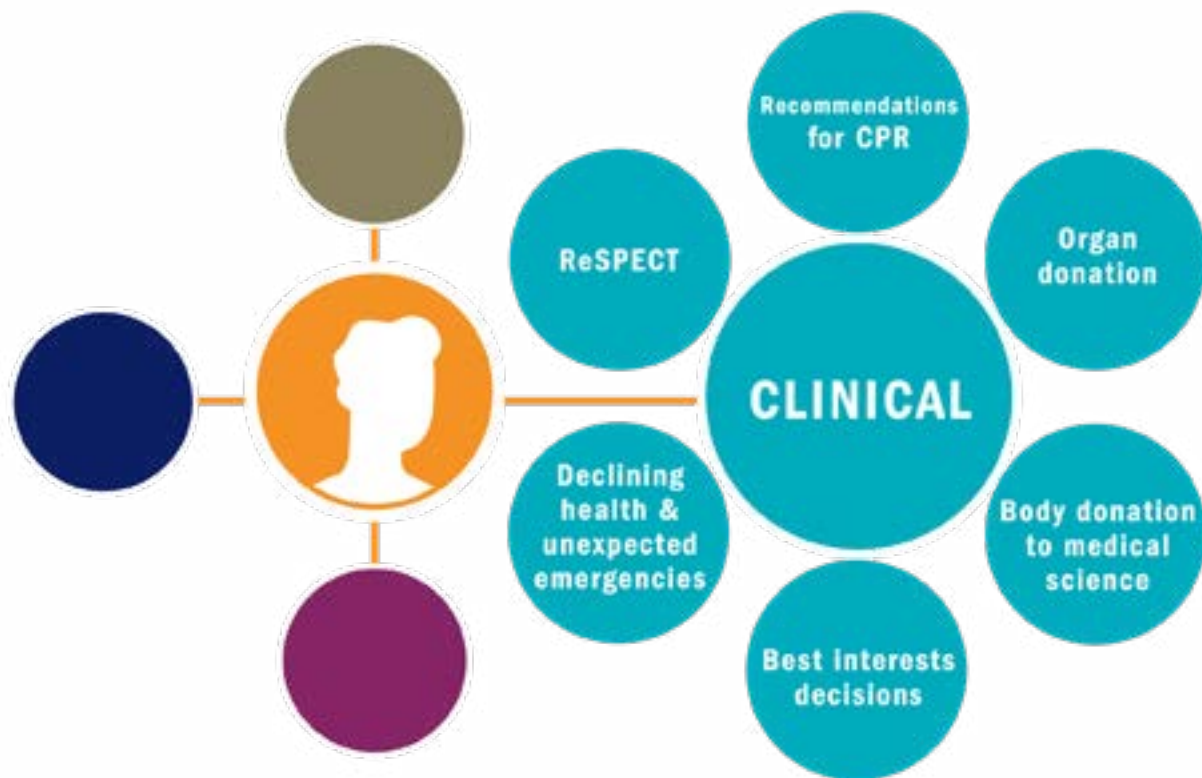 Recommendations
for CPR
ReSPECT
Organ
donation
CLINICAL
Declining
health &
unexpected
emergencies
Body donation
to medical
science
Best interests
decisions